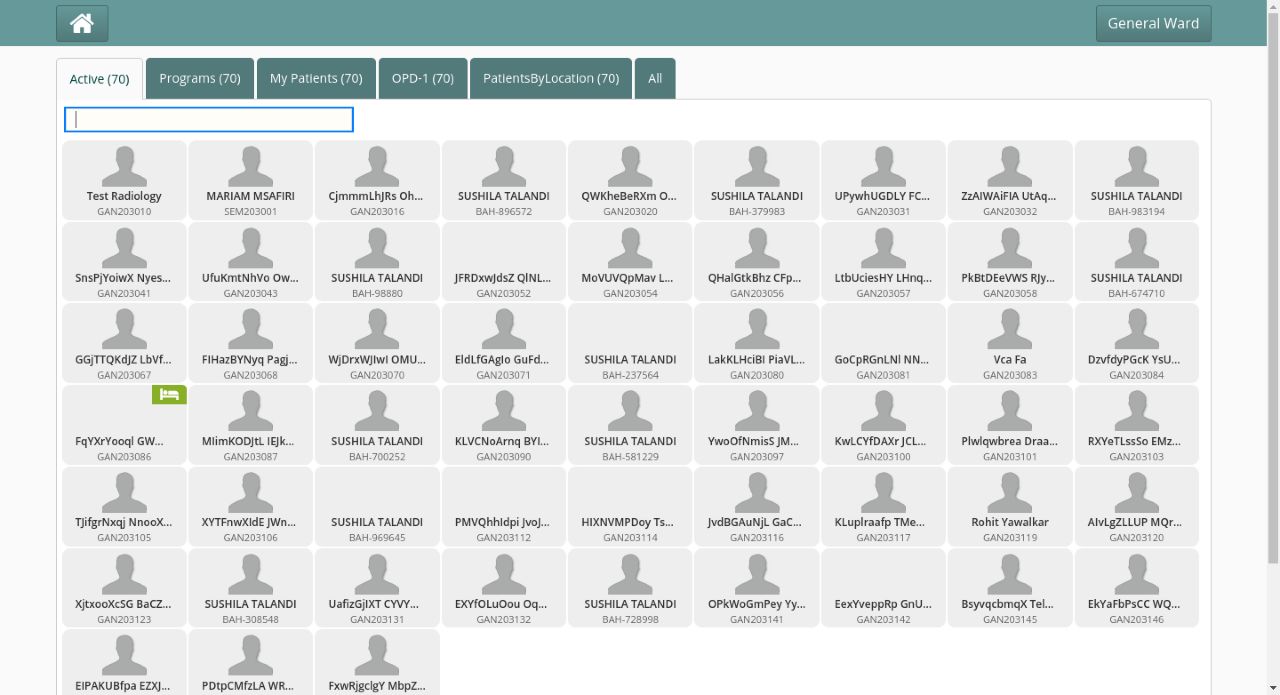 General Ward
Active (70)
Programs (70)
My Patients (70)
OPD-1 (70)
PatientsByLocation (70)
All
Test Radiology
GAN203010
MARIAM MSAFIRI
SEM203001
CjmmmLhJRs Oh...
GAN203016
SUSHILA TALANDI
BAH-896572
QWKheBeRXm O...
GAN203020
SUSHILA TALANDI
BAH-379983
UPywhUGDLY FC...
GAN203031
ZzAIWAiFIA UtAq...
GAN203032
SUSHILA TALANDI
BAH-983194
SnsPjYoiwX Nyes...
GAN203041
UfuKmtNhVo Ow...
GAN203043
SUSHILA TALANDI
BAH-98880
JFRDxwJdsZ QlNL...
GAN203052
MoVUVQpMav L...
GAN203054
QHalGtkBhz CFp...
GAN203056
LtbUciesHY LHnq...
GAN203057
PkBtDEeVWS RJy...
GAN203058
SUSHILA TALANDI
BAH-674710
GGjTTQKdJZ LbVf...
GAN203067
FIHazBYNyq Pagj...
GAN203068
WjDrxWJIwI OMU...
GAN203070
EldLfGAgIo GuFd...
GAN203071
SUSHILA TALANDI
BAH-237564
LakKLHciBI PiaVL...
GAN203080
GoCpRGnLNl NN...
GAN203081
Vca Fa
GAN203083
DzvfdyPGcK YsU...
GAN203084
FqYXrYooql GW...
GAN203086
MIimKODJtL IEJk...
GAN203087
SUSHILA TALANDI
BAH-700252
KLVCNoArnq BYI...
GAN203090
SUSHILA TALANDI
BAH-581229
YwoOfNmisS JM...
GAN203097
KwLCYfDAXr JCL...
GAN203100
Plwlqwbrea Draa...
GAN203101
RXYeTLssSo EMz...
GAN203103
TJifgrNxqj NnooX...
GAN203105
XYTFnwXIdE JWn...
GAN203106
SUSHILA TALANDI
BAH-969645
PMVQhhIdpi JvoJ...
GAN203112
HIXNVMPDoy Ts...
GAN203114
JvdBGAuNjL GaC...
GAN203116
KLuplraafp TMe...
GAN203117
Rohit Yawalkar
GAN203119
AIvLgZLLUP MQr...
GAN203120
XjtxooXcSG BaCZ...
GAN203123
SUSHILA TALANDI
BAH-308548
UafizGjIXT CYVY...
GAN203131
EXYfOLuOou Oq...
GAN203132
SUSHILA TALANDI
BAH-728998
OPkWoGmPey Yy...
GAN203141
EexYveppRp GnU...
GAN203142
BsyvqcbmqX Tel...
GAN203145
EkYaFbPsCC WQ...
GAN203146
EIPAKUBfpa EZXJ...
PDtpCMfzLA WR...
FxwRjgclgY MbpZ...